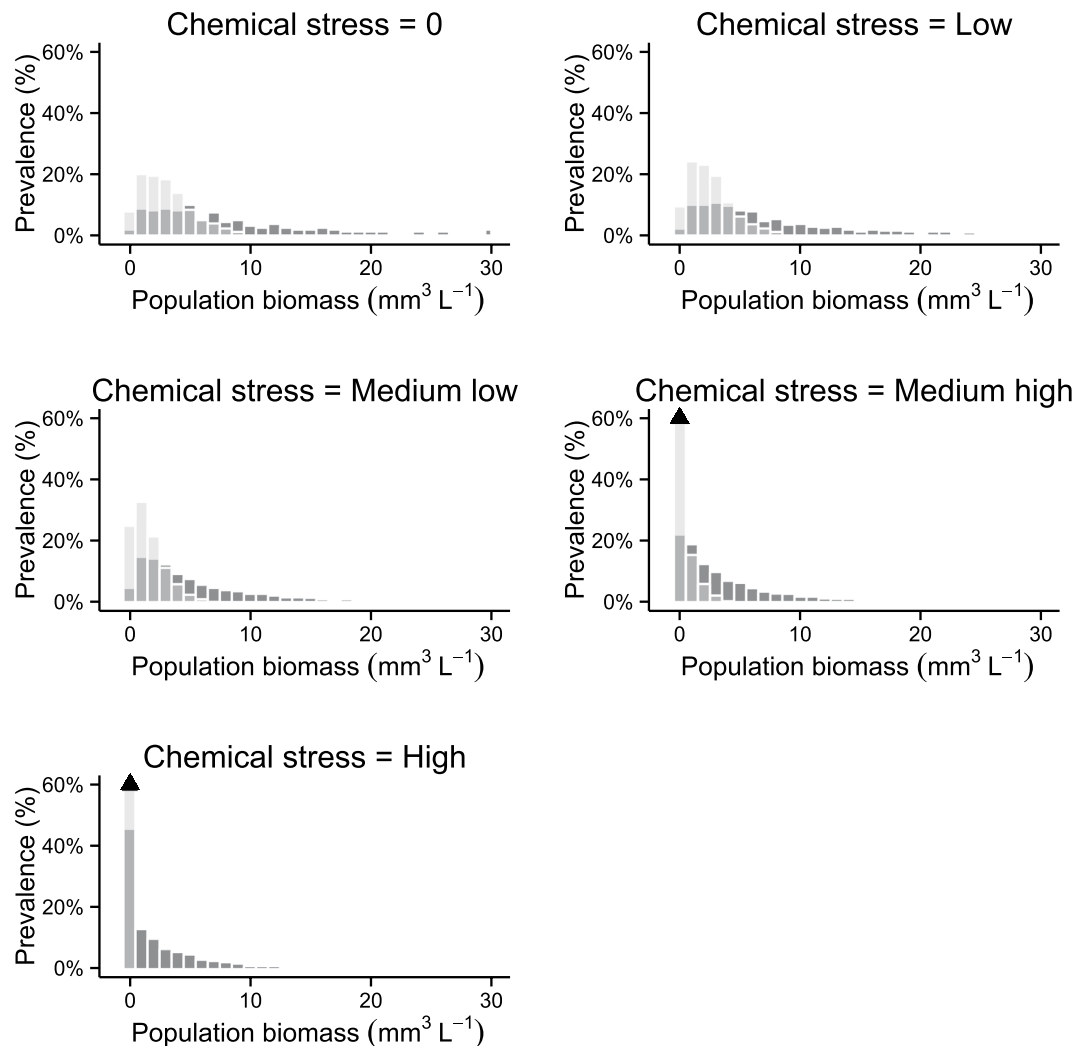 Chemical stress = 0
Prevalence (%)
60%
40%
20%
0%
0 10 20 30
Population biomass (mm³ L⁻¹)
Chemical stress = Low
Prevalence (%)
60%
40%
20%
0%
0 10 20 30
Population biomass (mm³ L⁻¹)
Chemical stress = Medium low
Prevalence (%)
60%
40%
20%
0%
0 10 20 30
Population biomass (mm³ L⁻¹)
Chemical stress = Medium high
Prevalence (%)
60%
40%
20%
0%
0 10 20 30
Population biomass (mm³ L⁻¹)
Chemical stress = High
Prevalence (%)
60%
40%
20%
0%
0 10 20 30
Population biomass (mm³ L⁻¹)